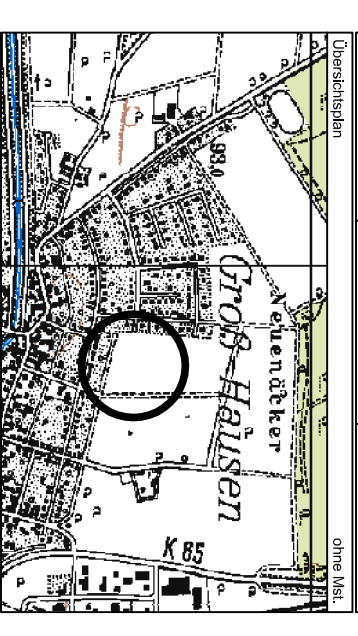 Übersichtsplan
ohne Mst.
93.0
Neuenäcker
Groß-Hausen
K 65